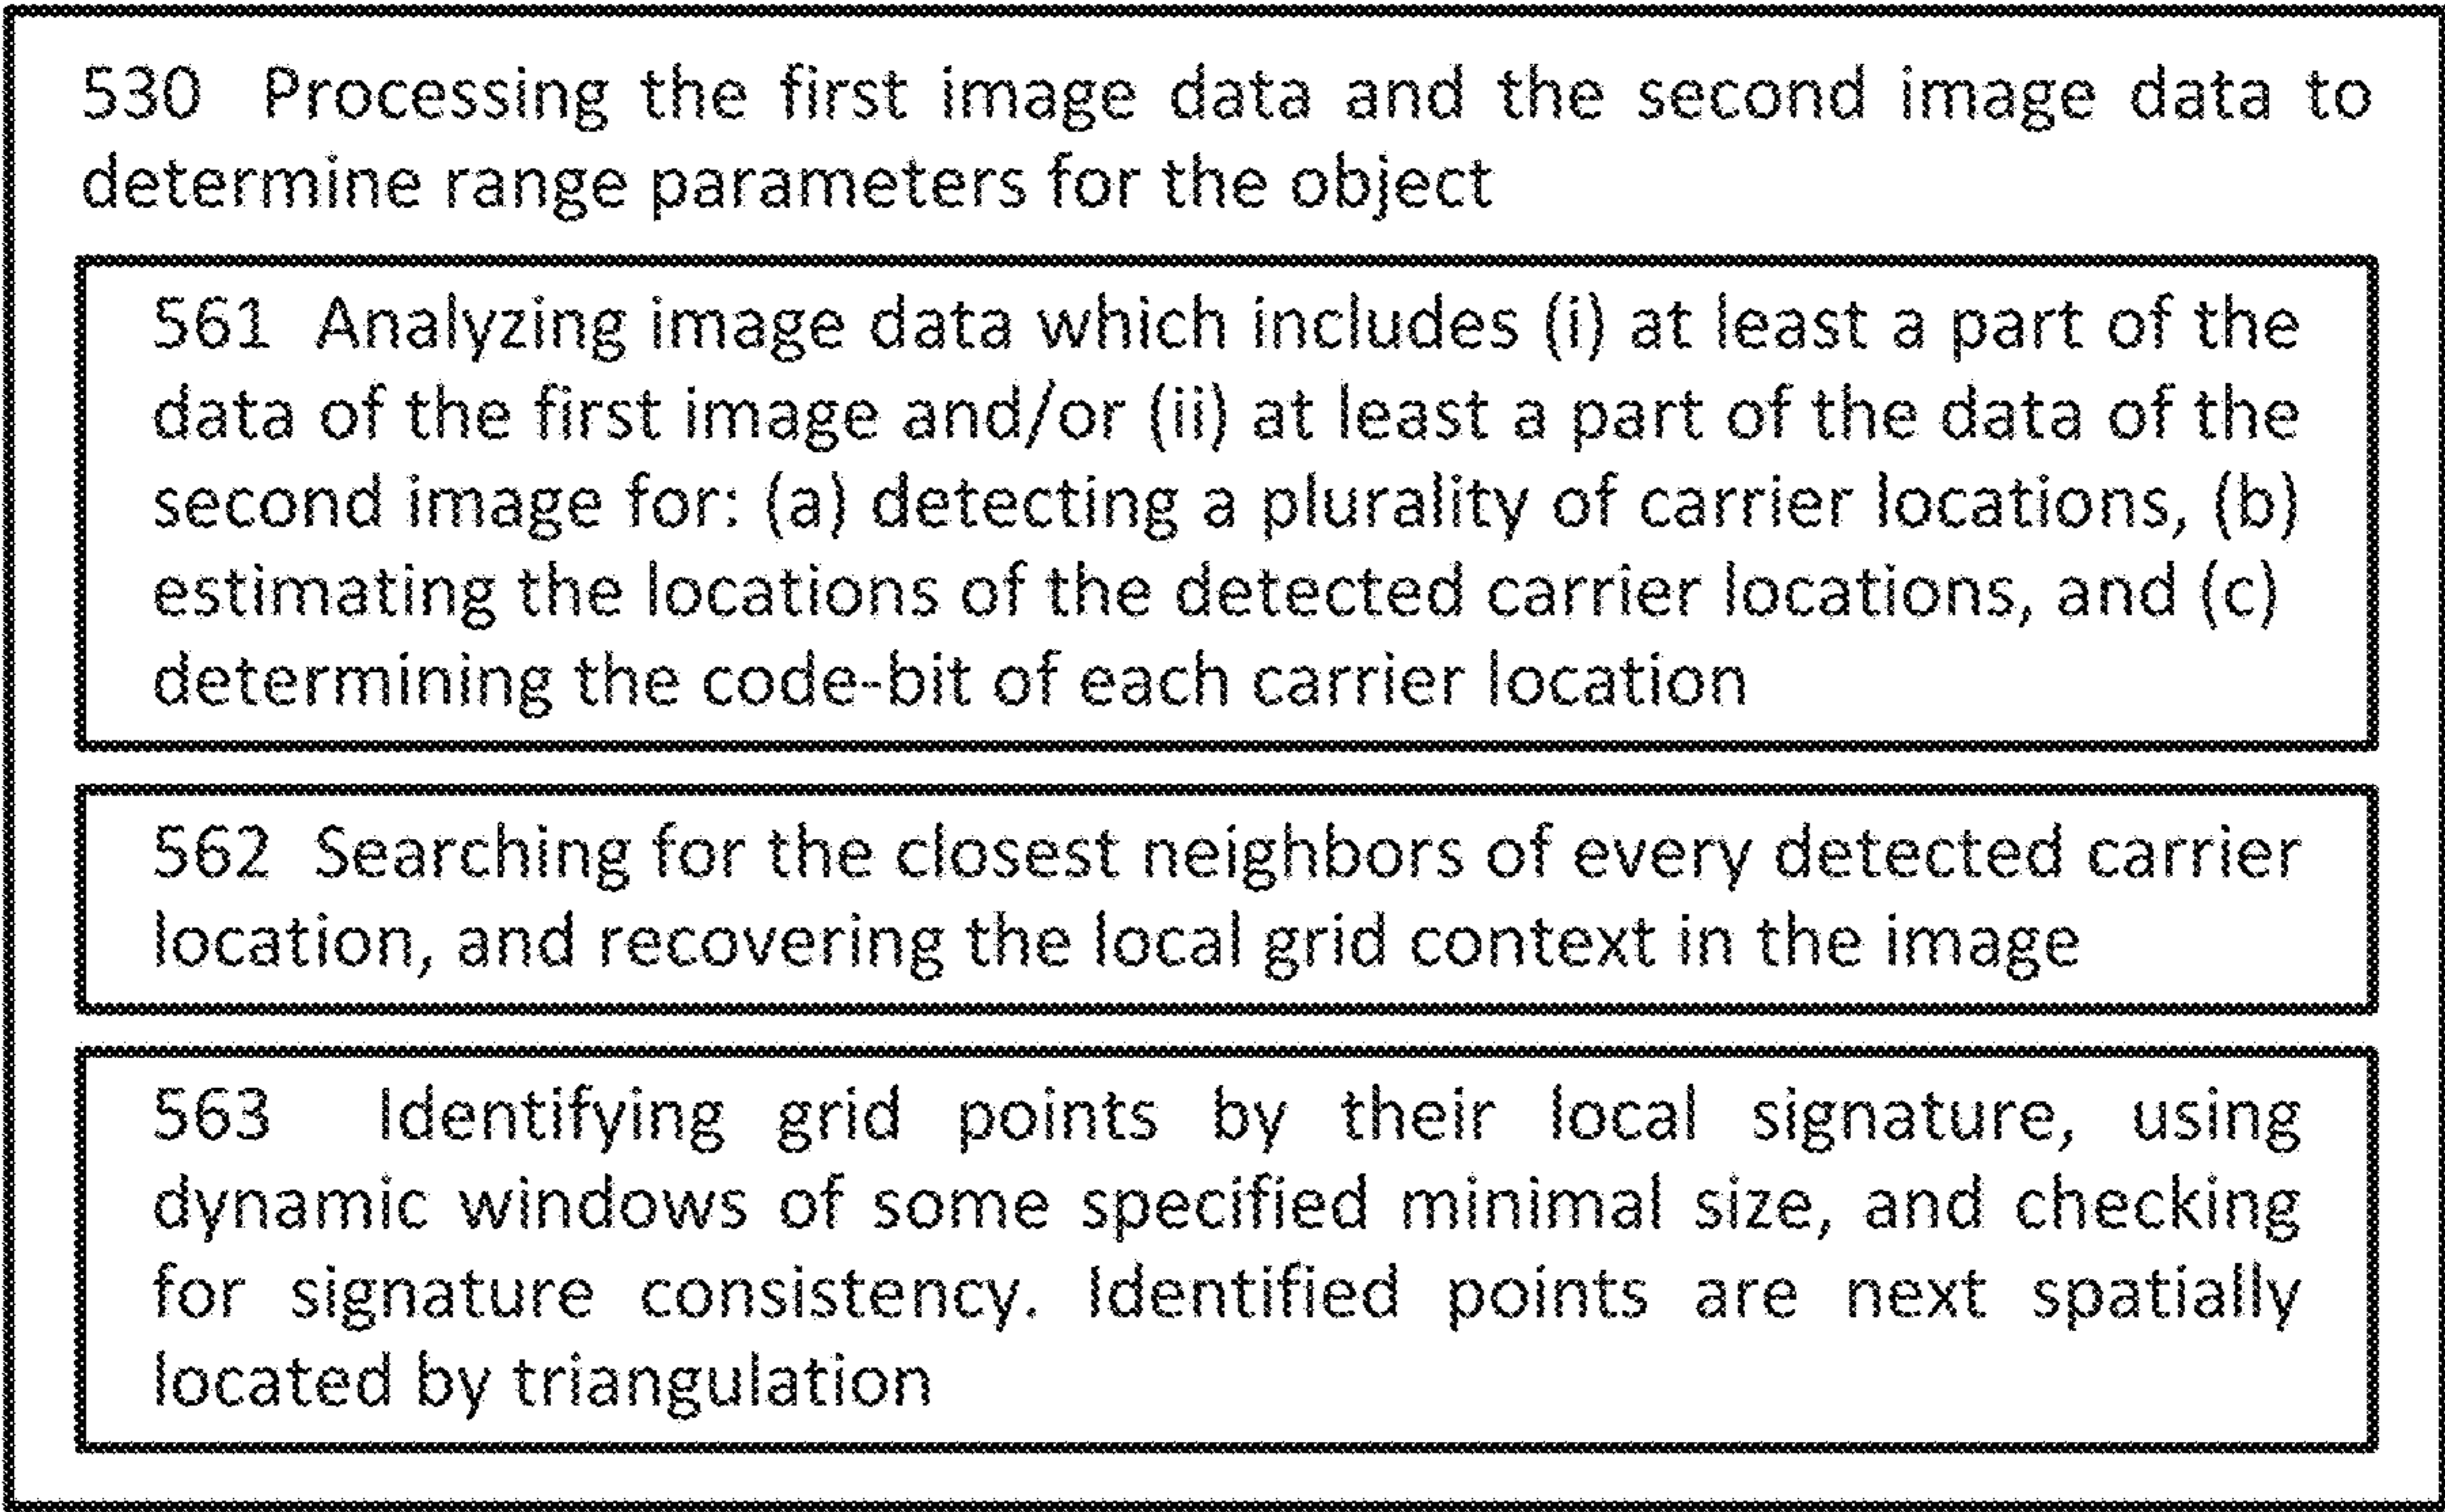 530 Processing the first image data and the second image data to
determine range parameters for the object
561 Analyzing image data which includes (i) at least a part of the
data of the first image and/or (ii) at least a part of the data of the
second image for: (a) detecting a plurality of carrier locations, (b)
estimating the locations of the detected carrier locations, and (c)
determining the code-bit of each carrier location
562 Searching for the closest neighbors of every detected carrier
location, and recovering the local grid context in the image
563 Identifying grid points by their local signature, using
dynamic windows of some specified minimal size, and checking
for signature consistency. Identified points are next spatially
located by triangulation